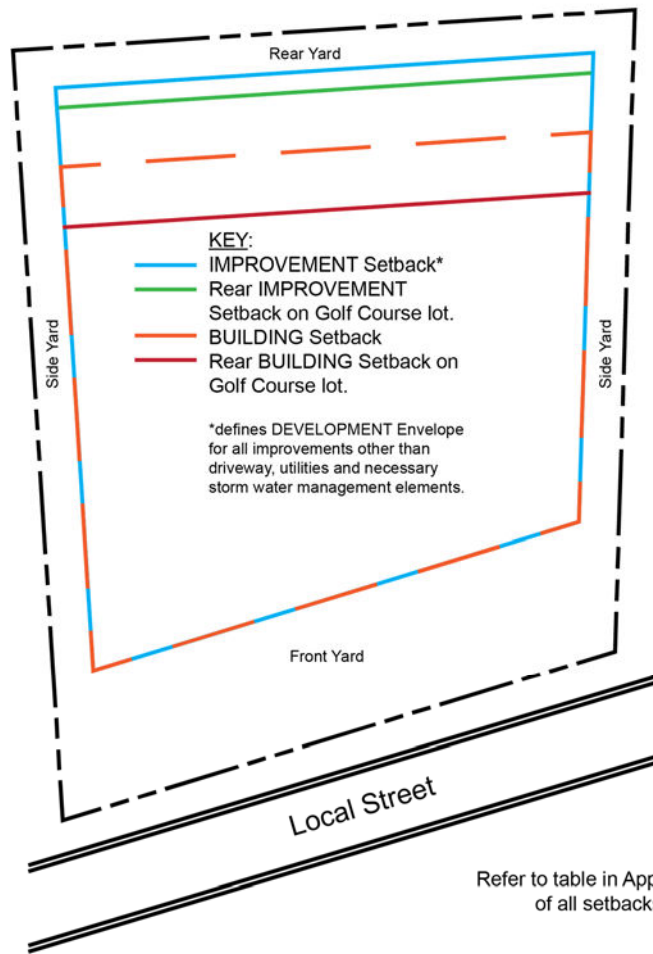 Rear Yard
KEY:
IMPROVEMENT Setback*
Rear IMPROVEMENT
Setback on Golf Course lot.
BUILDING Setback
Rear BUILDING Setback on
Golf Course lot.
Side Yard
Side Yard
*defines DEVELOPMENT Envelope
for all improvements other than
driveway, utilities and necessary
storm water management elements.
Front Yard
Local Street
Refer to table in App
of all setbacks